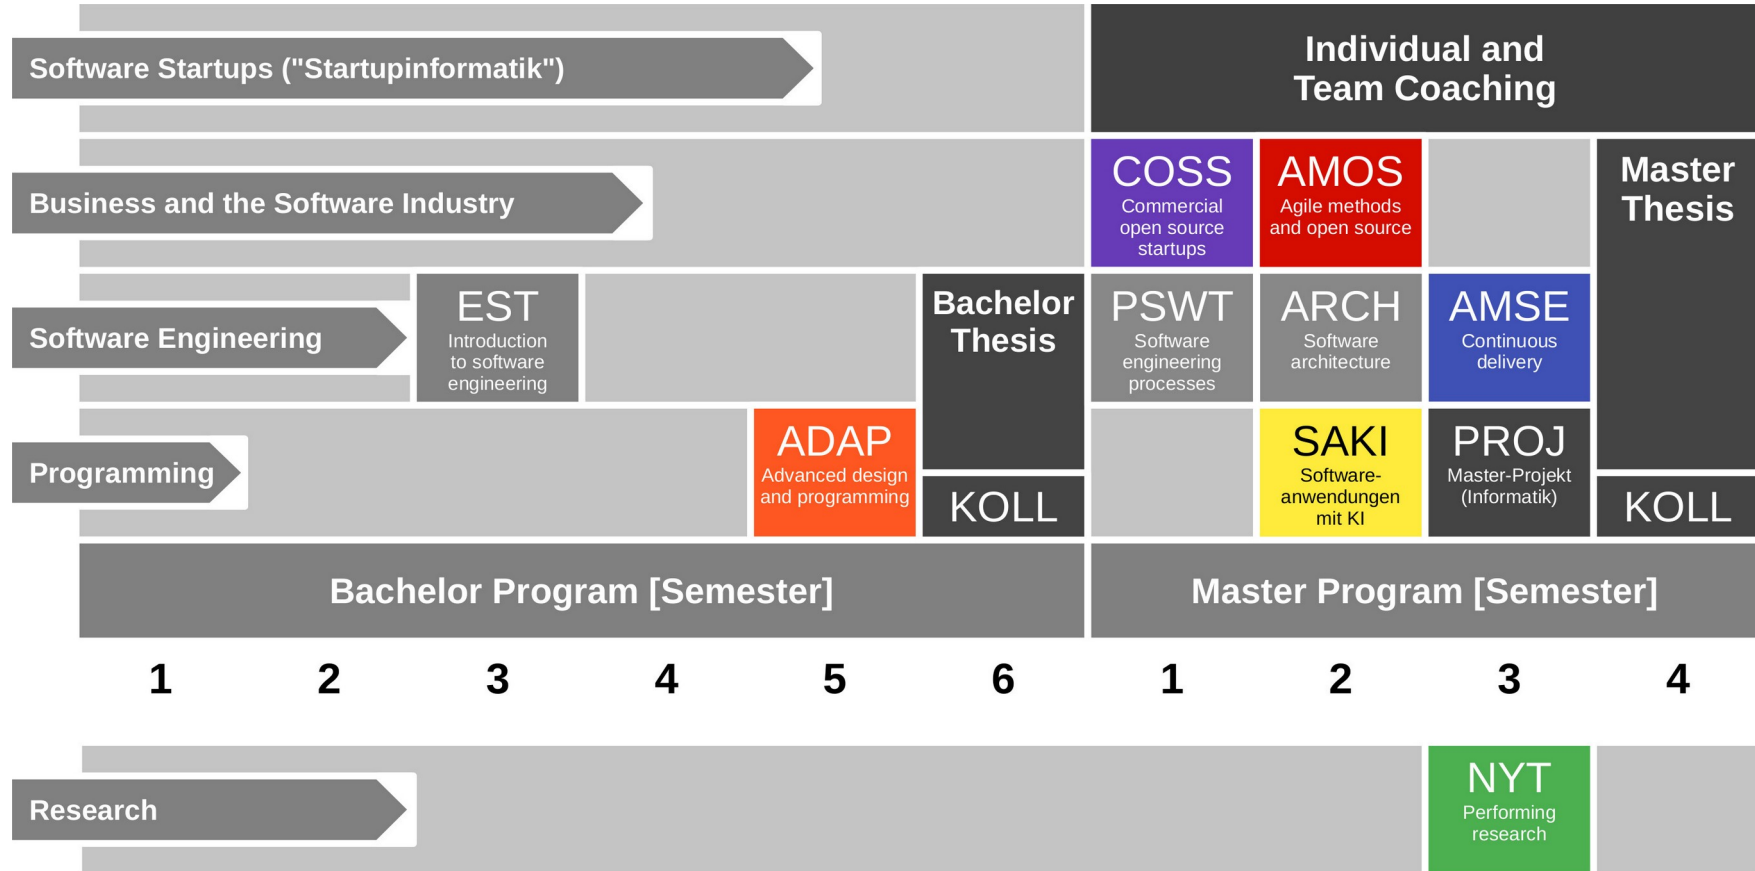 Software Startups ("Startupinformatik")
Individual and
Team Coaching
Business and the Software Industry
COSS
Commercial
open source
startups
AMOS
Agile methods
and open source
Master
Thesis
Software Engineering
EST
Introduction
to software
engineering
Bachelor
Thesis
PSWT
Software
engineering
processes
ARCH
Software
architecture
AMSE
Continuous
delivery
Programming
ADAP
Advanced design
and programming
KOLL
SAKI
Software-
anwendungen
mit KI
PROJ
Master-Projekt
(Informatik)
KOLL
Bachelor Program [Semester]
Master Program [Semester]
1 2 3 4 5 6 1 2 3 4
Research
NYT
Performing
research